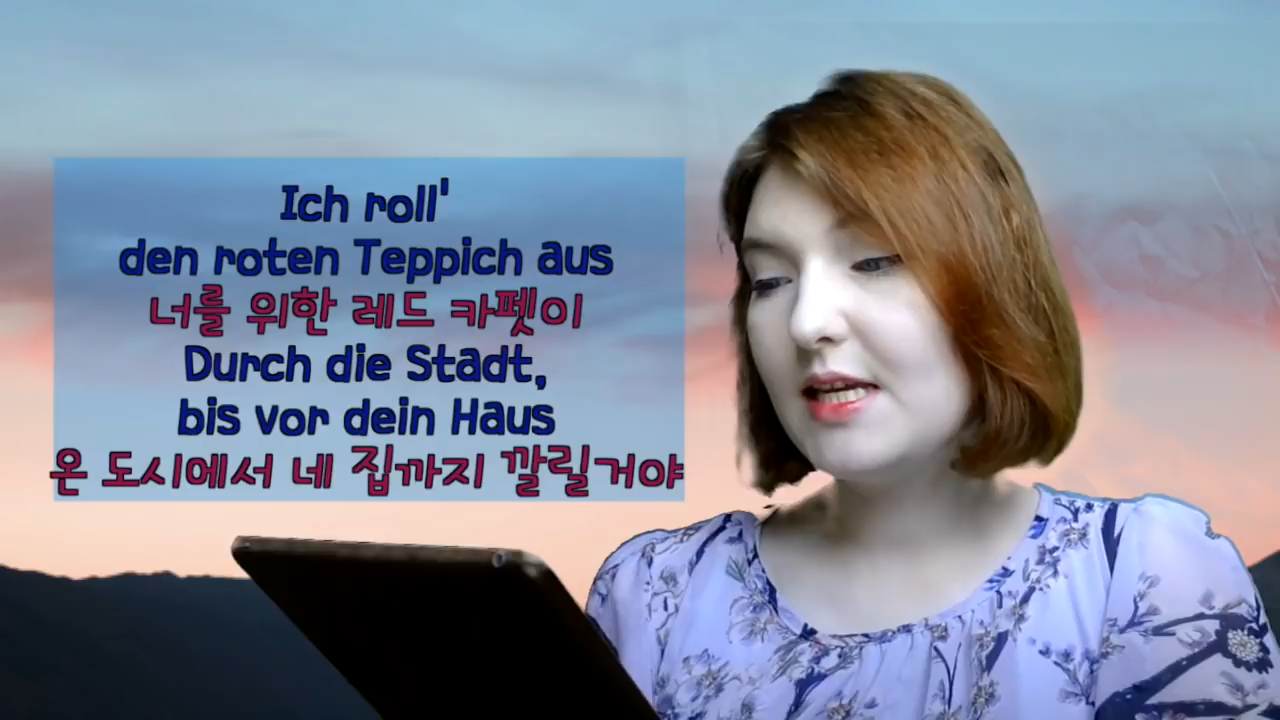 Ich roll'
den roten Teppich aus
너를 위한 레드 카펫이
Durch die Stadt,
bis vor dein Haus
온 도시에서 네 집까지 깔릴거야